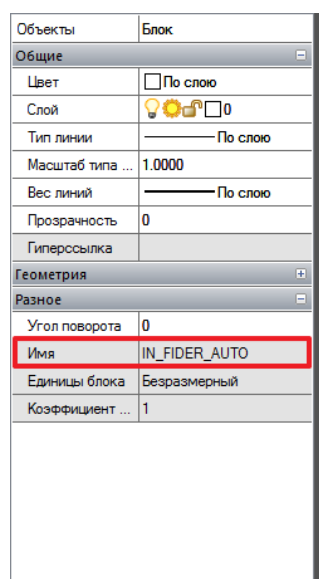 Объекты Блок
Общие
Цвет По слою
Слой 0
Тип линии По слою
Масштаб типа ... 1.0000
Вес линий По слою
Прозрачность 0
Гиперссылка
Геометрия
Разное
Угол поворота 0
Имя IN_FIDER_AUTO
Единицы блока Безразмерный
Коэффициент ... 1